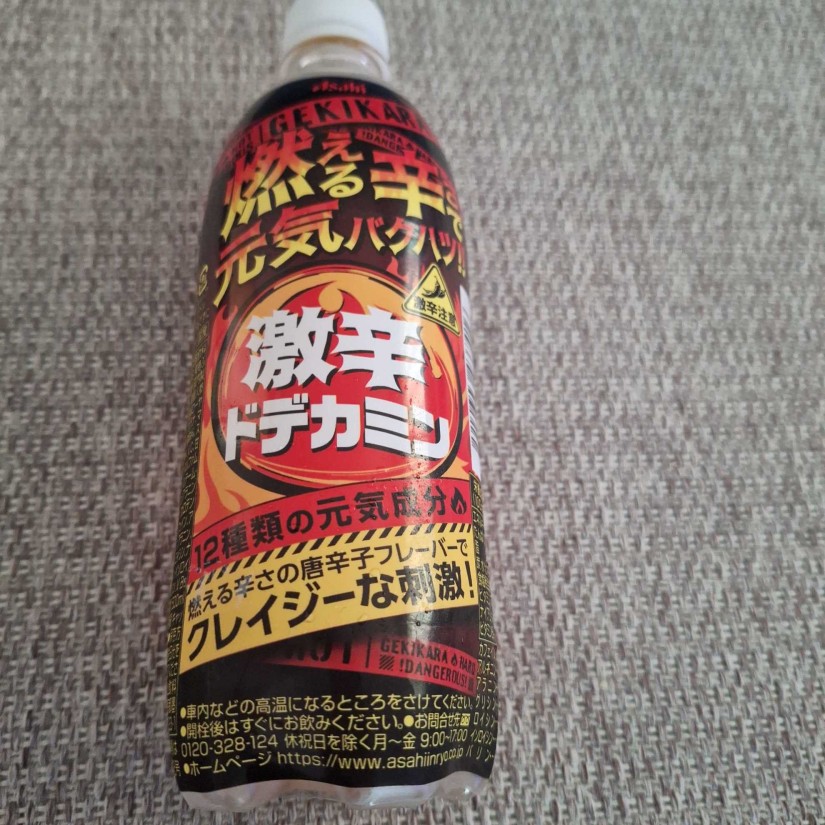 Asahi
GEKIKARA
燃える辛さ
元気バクハツ!!
激辛注意
激辛
ドデカミン
12種類の元気成分
燃える辛さの唐辛子フレーバーで
クレイジーな刺激!
GEKIKARA HARD
!DANGEROUS!
●車内などの高温になるところをさけてください。
●開栓後はすぐにお飲みください。●お問合せ先
0120-328-124 休祝日を除く月~金 9:00~17:00
●ホームページ https://www.asahiinryo.co.jp